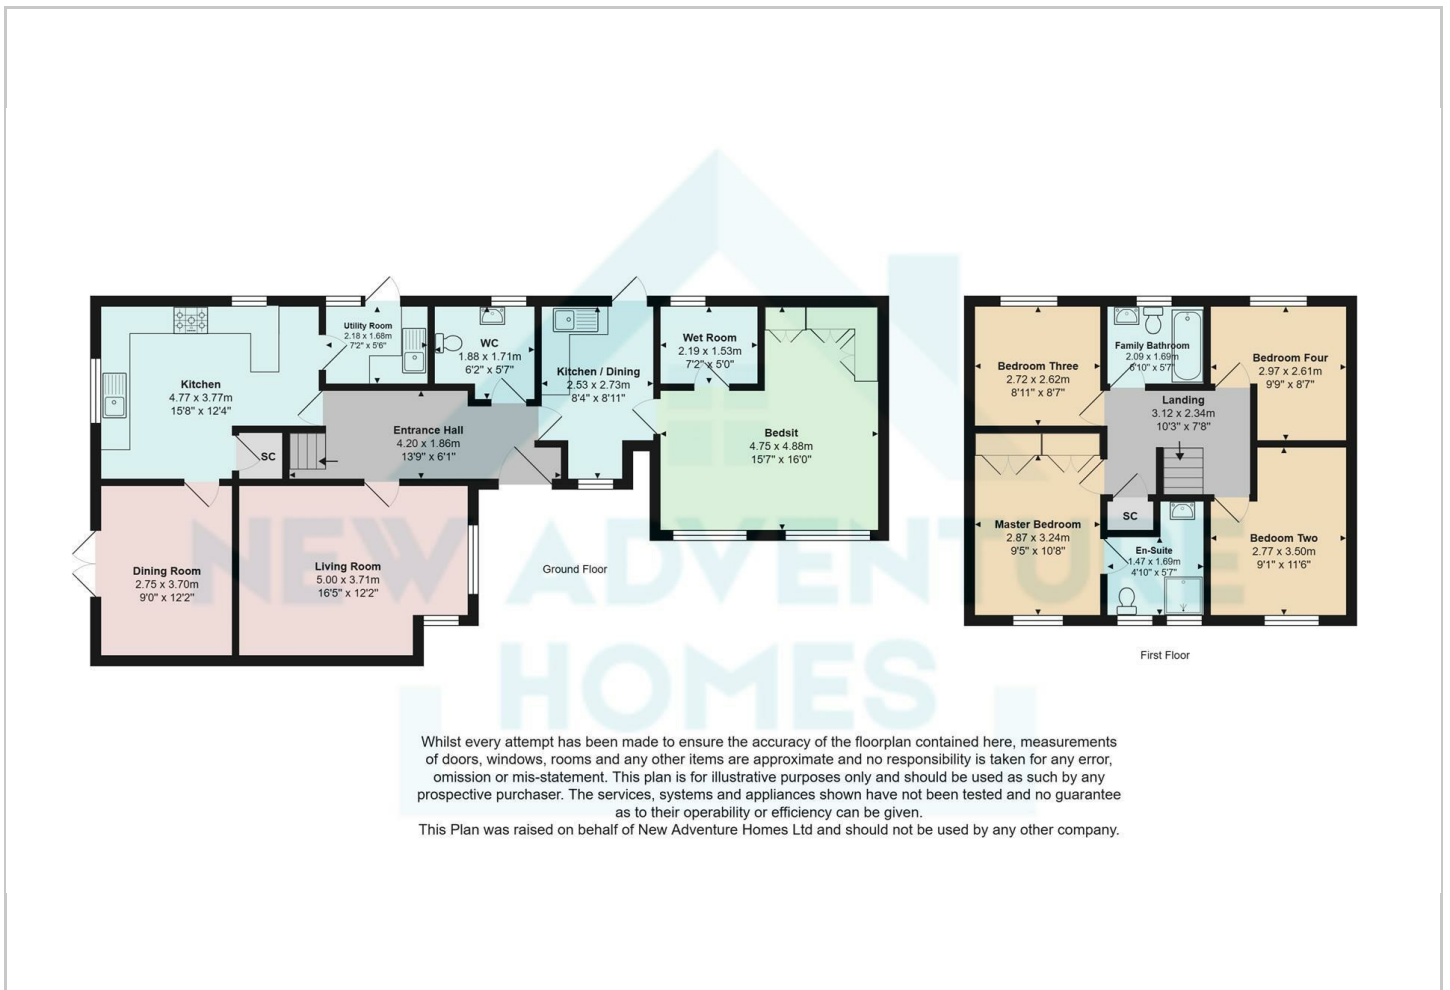 Kitchen
4.77 x 3.77m
15'8" x 12'4"
Utility Room
2.18 x 1.68m
7'2" x 5'6"
WC
1.88 x 1.71m
6'2" x 5'7"
Kitchen / Dining
2.53 x 2.73m
8'4" x 8'11"
Wet Room
2.19 x 1.53m
7'2" x 5'0"
Entrance Hall
4.20 x 1.86m
13'9" x 6'1"
SC
Bedsit
4.75 x 4.88m
15'7" x 16'0"
Dining Room
2.75 x 3.70m
9'0" x 12'2"
Living Room
5.00 x 3.71m
16'5" x 12'2"
Ground Floor
Bedroom Three
2.72 x 2.62m
8'11" x 8'7"
Family Bathroom
2.09 x 1.69m
6'10" x 5'7"
Bedroom Four
2.97 x 2.61m
9'9" x 8'7"
Landing
3.12 x 2.34m
10'3" x 7'8"
Master Bedroom
2.87 x 3.24m
9'5" x 10'8"
SC
En-Suite
1.47 x 1.69m
4'10" x 5'7"
Bedoom Two
2.77 x 3.50m
9'1" x 11'6"
First Floor
NEW ADVENTURE
HOMES
Whilst every attempt has been made to ensure the accuracy of the floorplan contained here, measurements
of doors, windows, rooms and any other items are approximate and no responsibility is taken for any error,
omission or mis-statement. This plan is for illustrative purposes only and should be used as such by any
prospective purchaser. The services, systems and appliances shown have not been tested and no guarantee
as to their operability or efficiency can be given.
This Plan was raised on behalf of New Adventure Homes Ltd and should not be used by any other company.